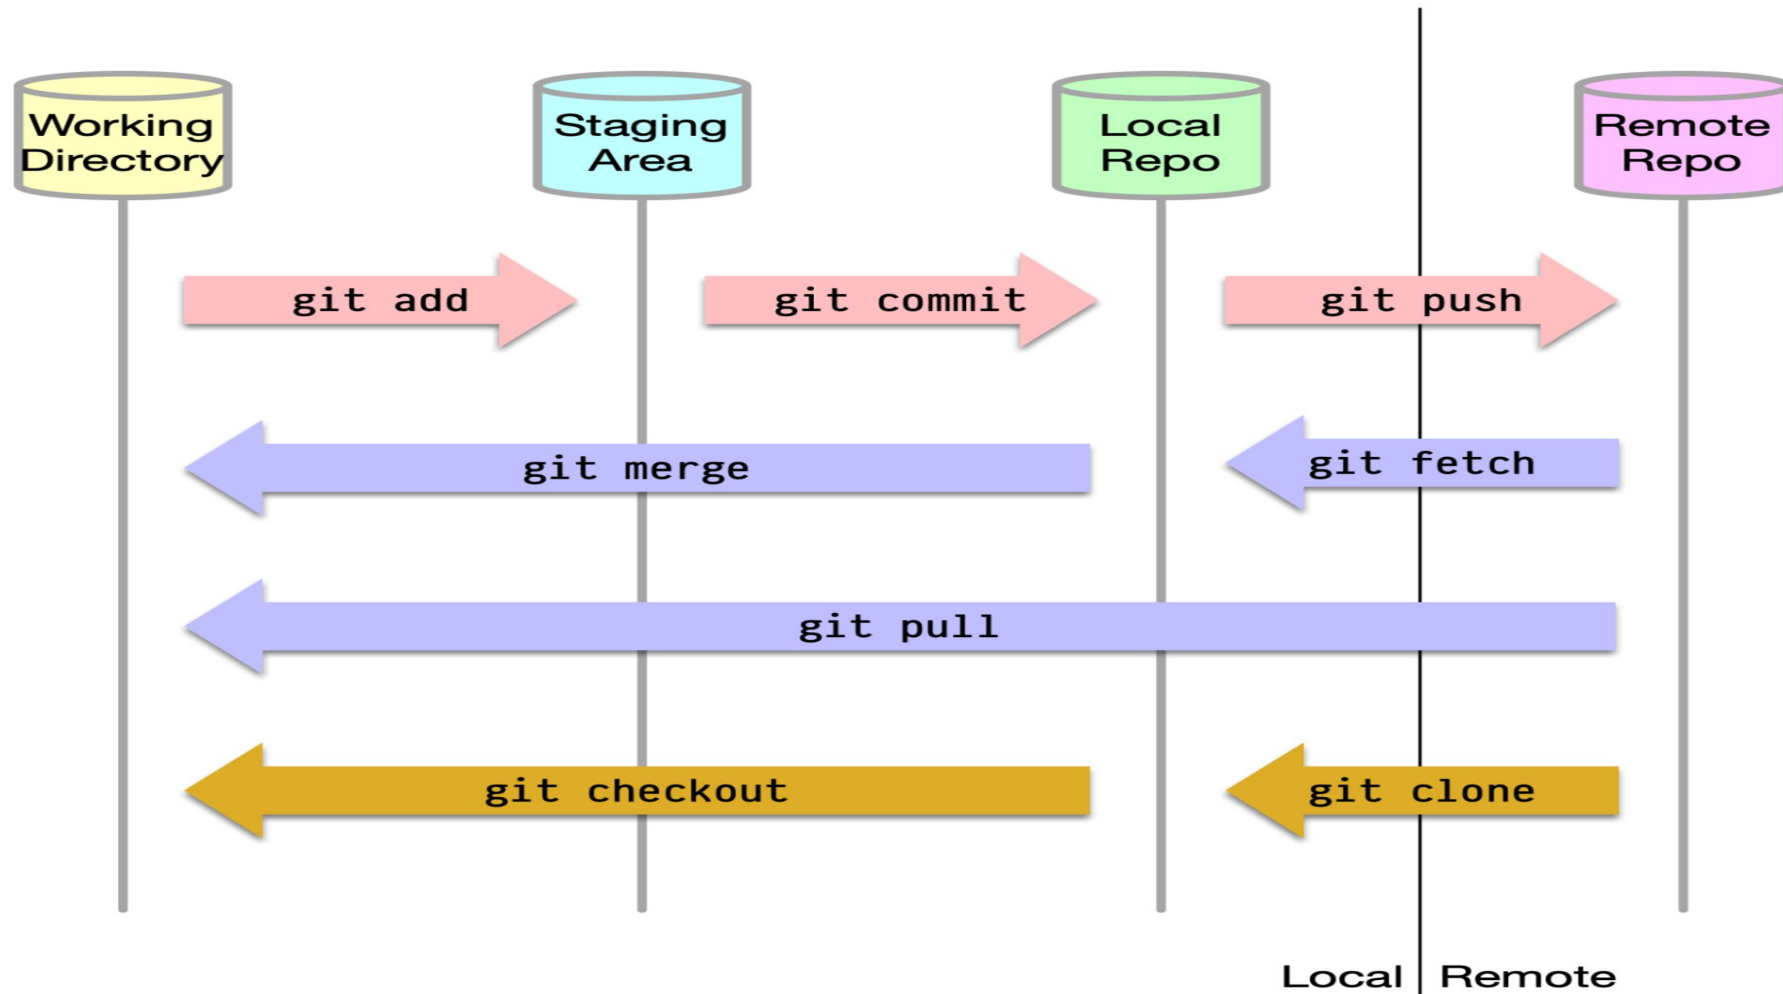 Working
Directory
Staging
Area
Local
Repo
Remote
Repo
git add
git commit
git push
git merge
git fetch
git pull
git checkout
git clone
Local
Remote